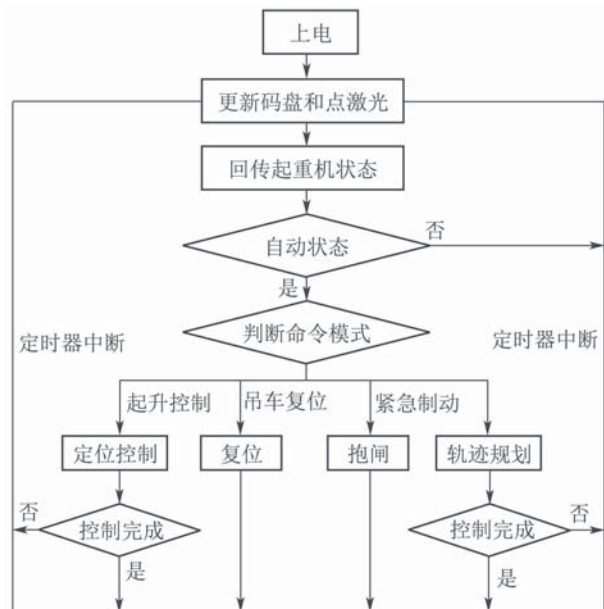 上电
更新码盘和点激光
回传起重机状态
自动状态
否
是
判断命令模式
定时器中断
定时器中断
起升控制
吊车复位
紧急制动
定位控制
复位
抱闸
轨迹规划
否
控制完成
控制完成
否
是
是